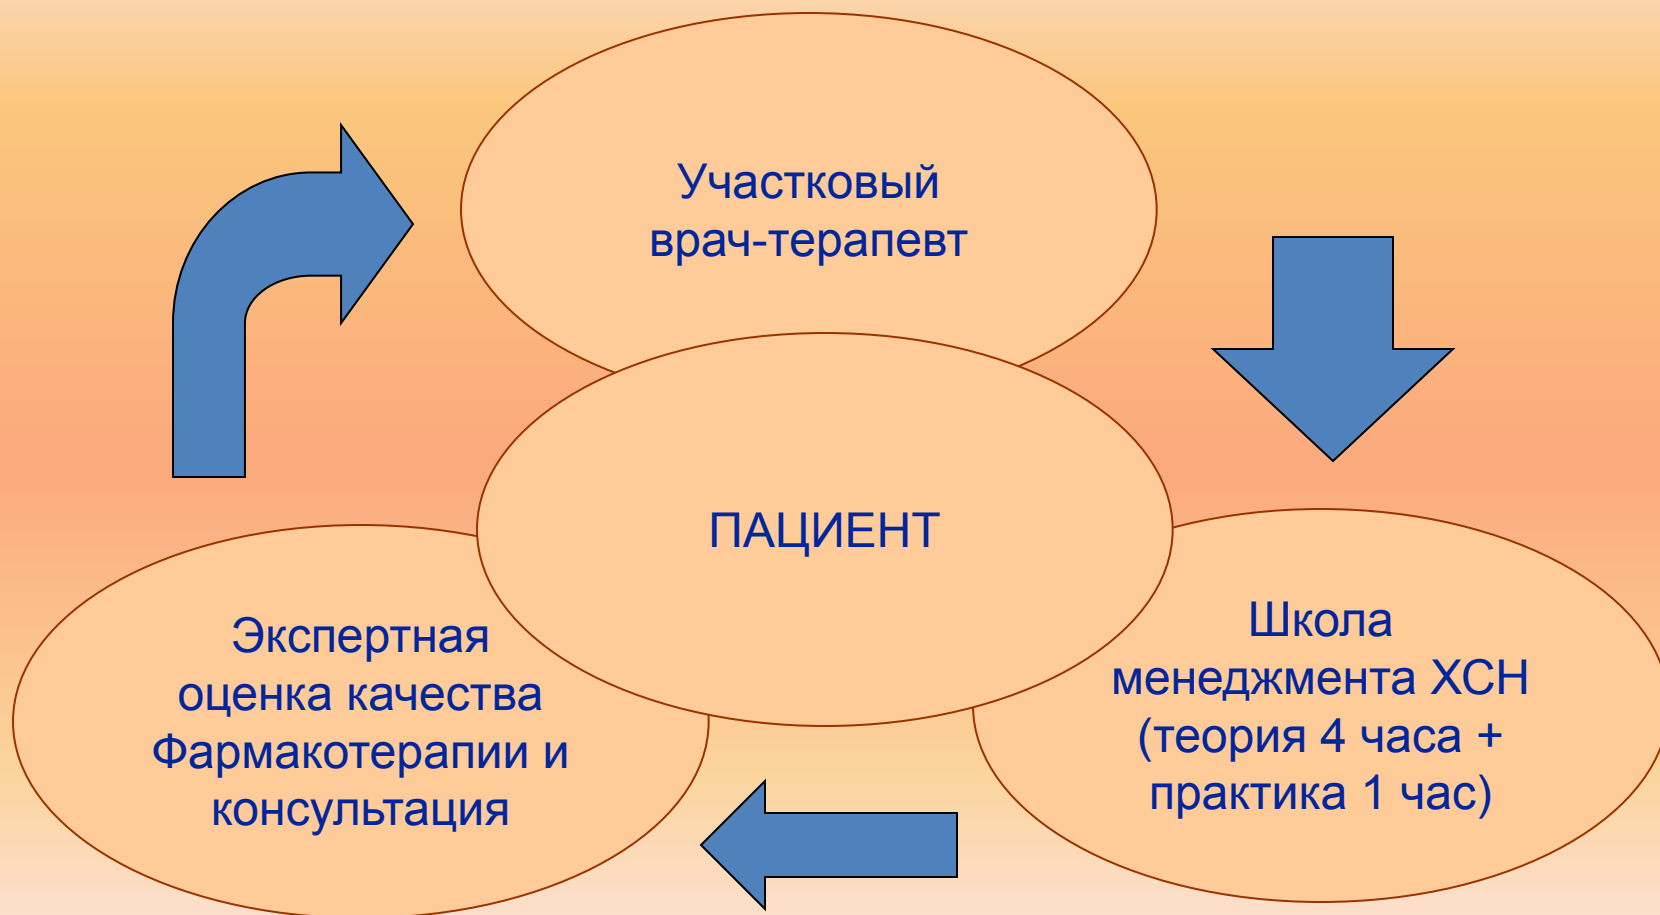 Участковый
врач-терапевт
ПАЦИЕНТ
Экспертная
оценка качества
Фармакотерапии и
консультация
Школа
менеджмента ХСН
(теория 4 часа +
практика 1 час)